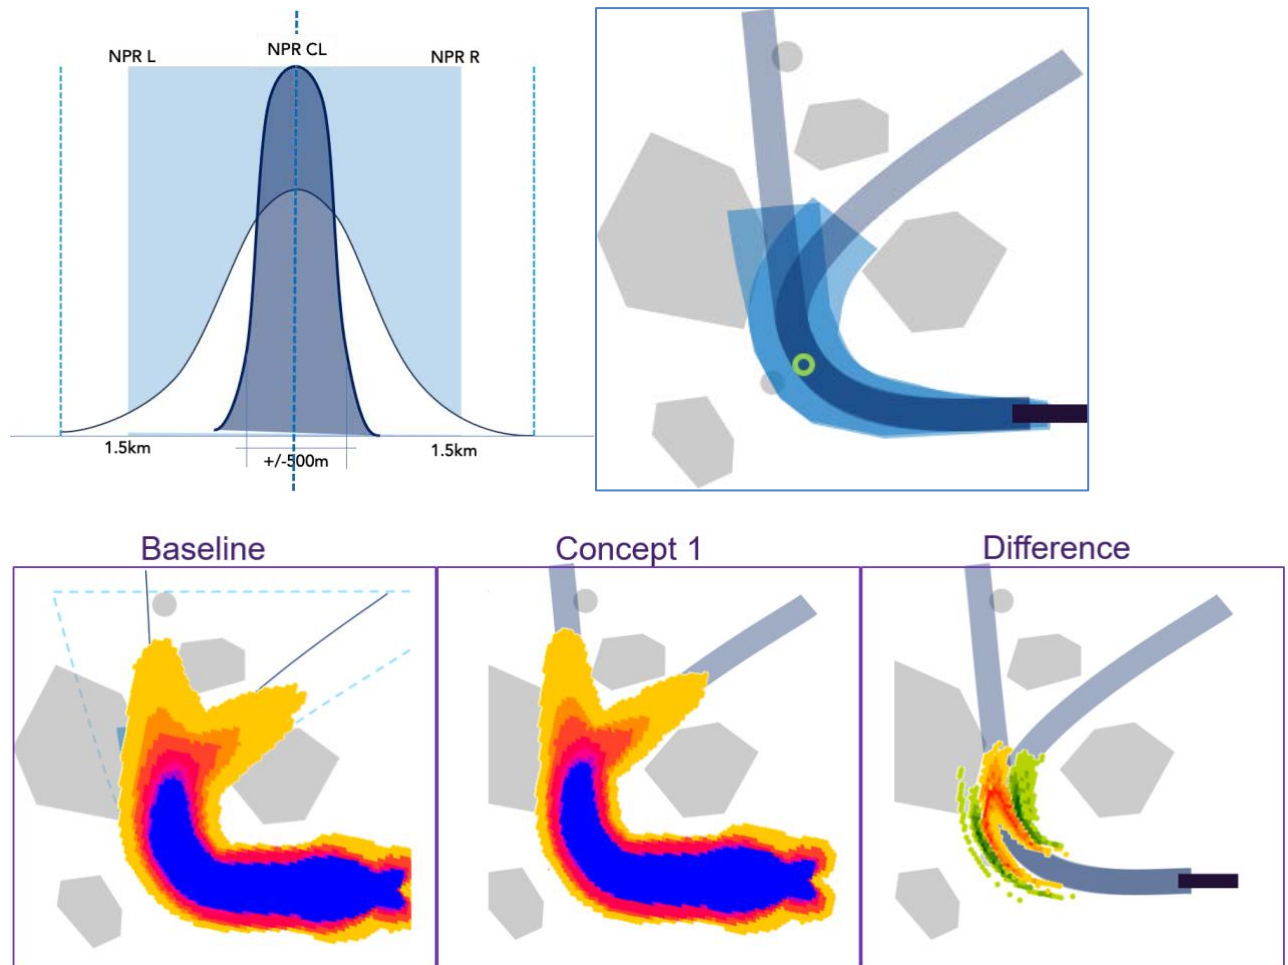 NPR L
NPR CL
NPR R
1.5km
+/-500m
1.5km
Baseline
Concept 1
Difference